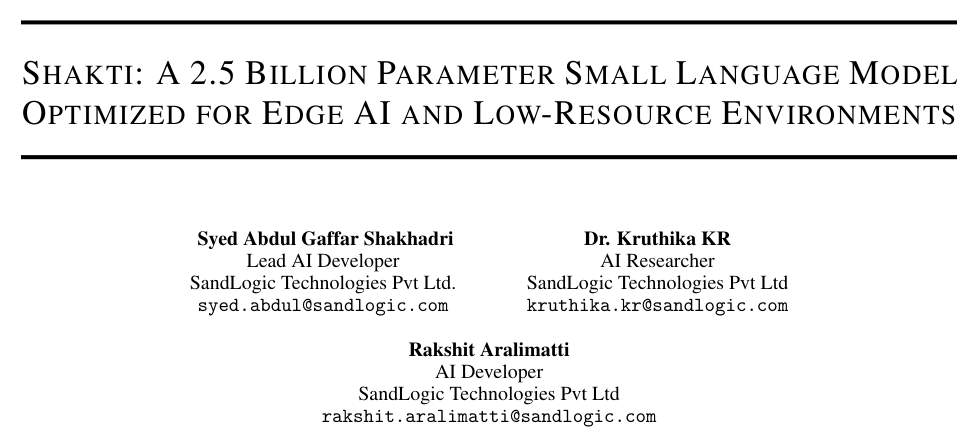 SHAKTI: A 2.5 BILLION PARAMETER SMALL LANGUAGE MODEL
OPTIMIZED FOR EDGE AI AND LOW-RESOURCE ENVIRONMENTS
Syed Abdul Gaffar Shakhadri
Lead AI Developer
SandLogic Technologies Pvt Ltd.
syed.abdul@sandlogic.com
Dr. Kruthika KR
AI Researcher
SandLogic Technologies Pvt Ltd
kruthika.kr@sandlogic.com
Rakshit Aralimatti
AI Developer
SandLogic Technologies Pvt Ltd
rakshit.aralimatti@sandlogic.com